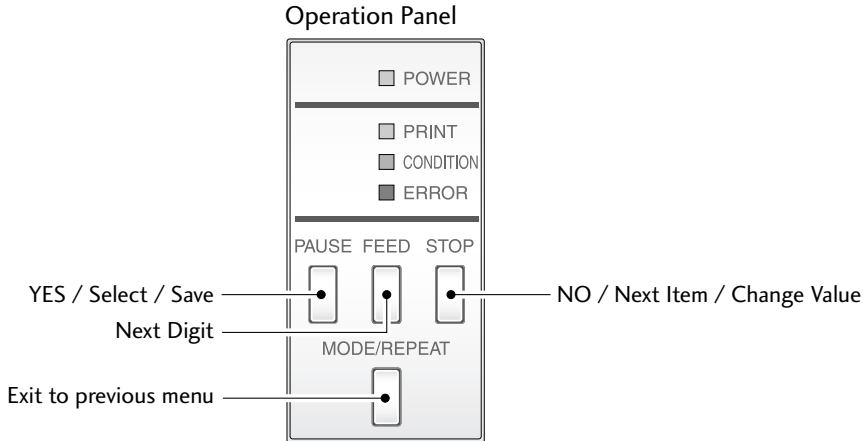 Operation Panel
POWER
PRINT
CONDITION
ERROR
PAUSE FEED STOP
YES / Select / Save
NO / Next Item / Change Value
Next Digit
MODE/REPEAT
Exit to previous menu